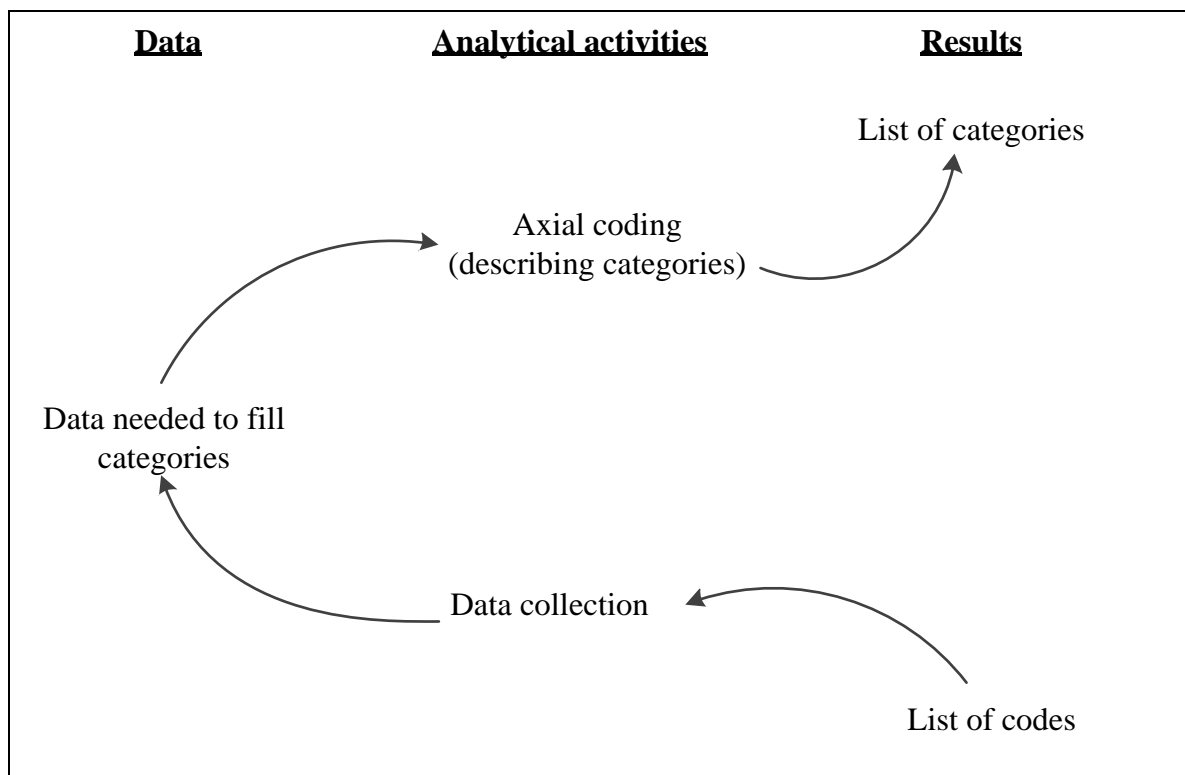 Data
Analytical activities
Results
List of categories
Axial coding
(describing categories)
Data needed to fill
categories
Data collection
List of codes